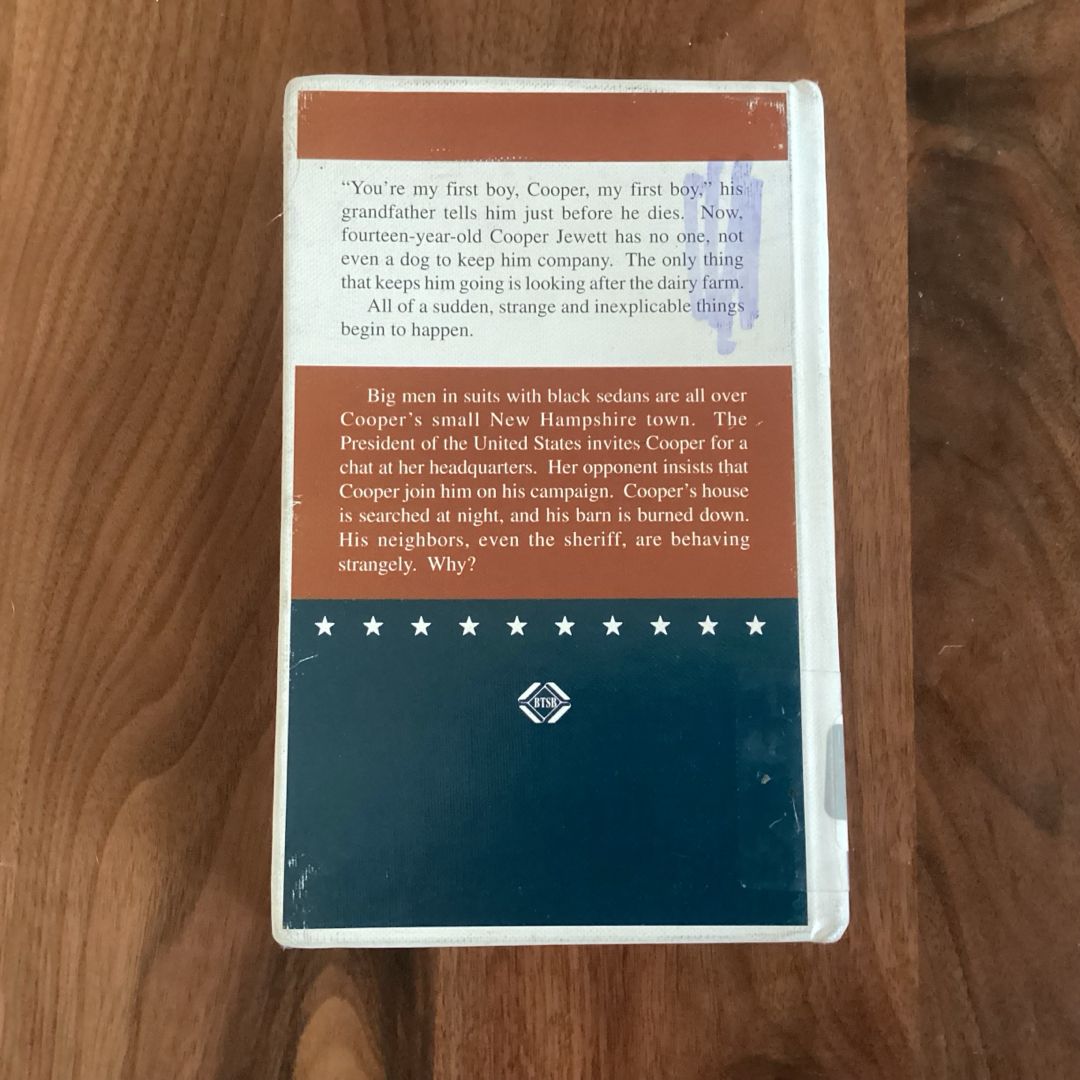 “You’re my first boy, Cooper, my first boy,” his
grandfather tells him just before he dies. Now,
fourteen-year-old Cooper Jewett has no one, not
even a dog to keep him company. The only thing
that keeps him going is looking after the dairy farm.
All of a sudden, strange and inexplicable things
begin to happen.
Big men in suits with black sedans are all over
Cooper’s small New Hampshire town. The
President of the United States invites Cooper for a
chat at her headquarters. Her opponent insists that
Cooper join him on his campaign. Cooper’s house
is searched at night, and his barn is burned down.
His neighbors, even the sheriff, are behaving
strangely. Why?
BTSB